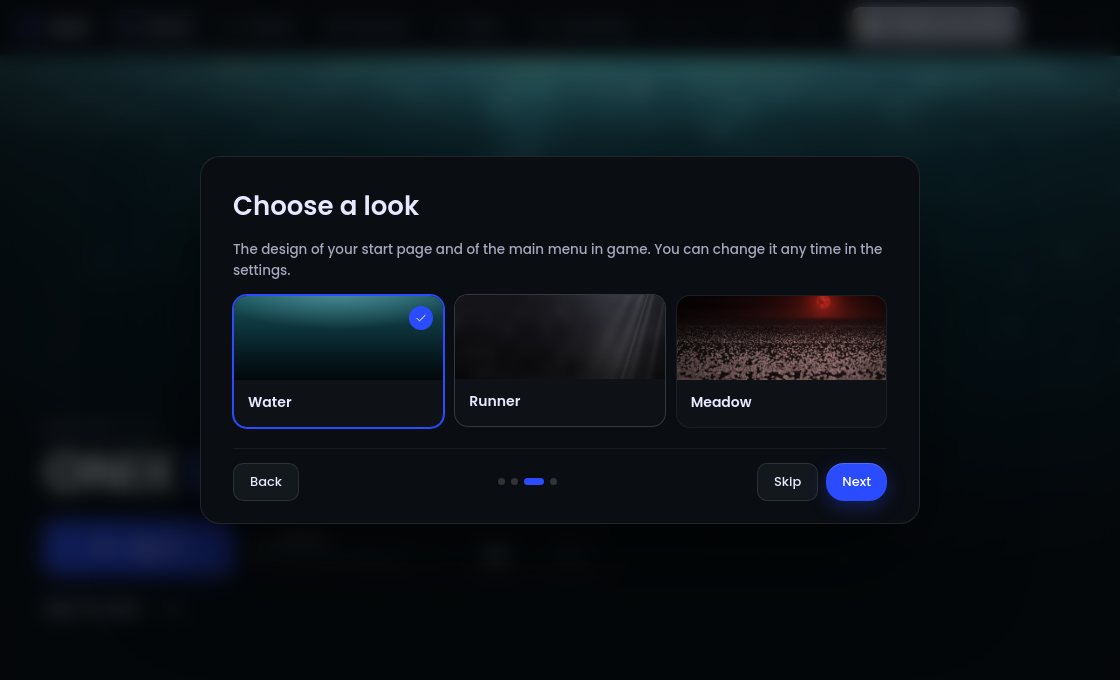 Choose a look
The design of your start page and of the main menu in game. You can change it any time in the
settings.
Water
Runner
Meadow
Back
Skip
Next